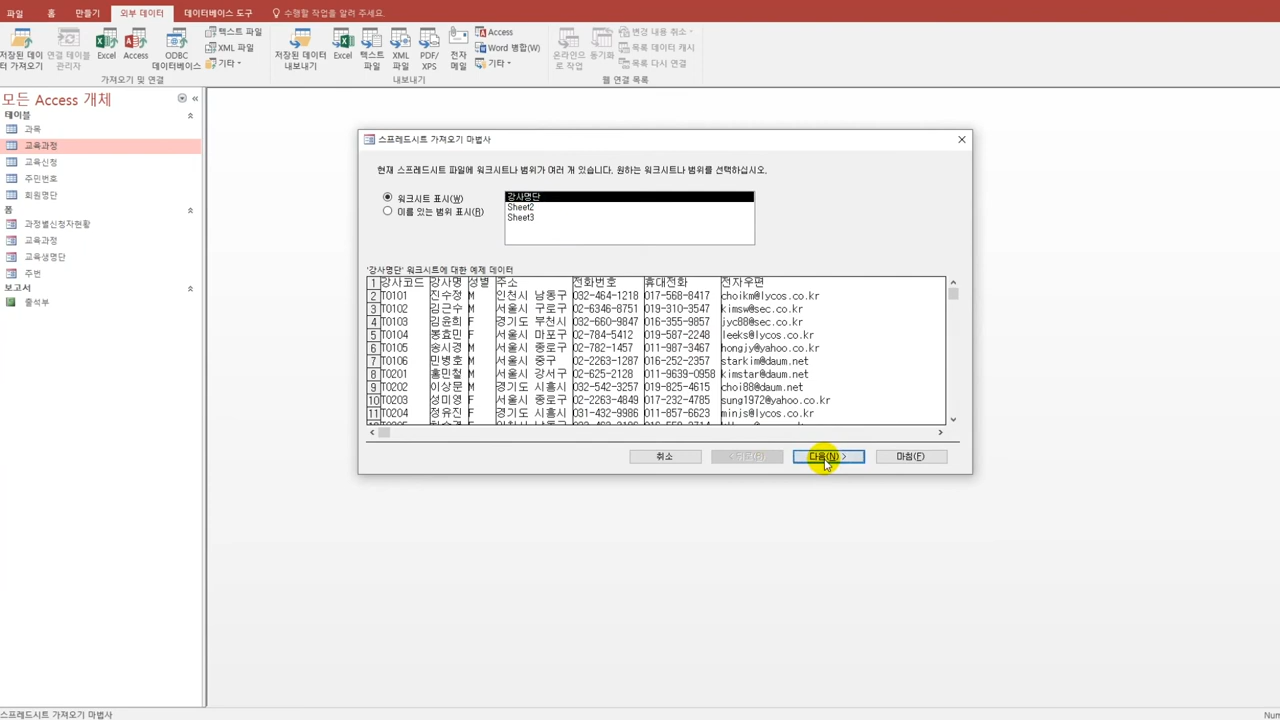 파일 홈 만들기 외부 데이터 데이터베이스 도구 수행할 작업을 알려 주세요.
저장된 데이터 가져오기 연결 테이블 관리자 Excel Access ODBC 데이터베이스 텍스트 파일 XML 파일 기타
저장된 데이터 내보내기 Excel 텍스트 파일 XML 파일 PDF/XPS 전자 메일 Access Word 병합(W) 기타
온라인으로 작업 동기화 변경 내용 취소 목록 데이터 캐시 목록 다시 연결
가져오기 및 연결 내보내기 웹 연결 목록
모든 Access 개체
테이블
과목
교육과정
교육신청
주민번호
회원명단
폼
과정별신청자현황
교육과정
교육생명단
주번
보고서
출석부
스프레드시트 가져오기 마법사
현재 스프레드시트 파일에 워크시트나 범위가 여러 개 있습니다. 원하는 워크시트나 범위를 선택하십시오.
워크시트 표시(W)
이름 있는 범위 표시(R)
강사명단
Sheet2
Sheet3
'강사명단' 워크시트에 대한 예제 데이터
1 강사코드 강사명 성별 주소 전화번호 휴대전화 전자우편
2 T0101 진수정 M 인천시 남동구 032-464-1218 017-568-8417 choikm@lycos.co.kr
3 T0102 김근수 M 서울시 구로구 02-6346-8751 019-310-3547 kimsw@sec.co.kr
4 T0103 김윤희 F 경기도 부천시 032-660-9847 016-355-9857 jyc88@sec.co.kr
5 T0104 봉효민 F 서울시 마포구 02-784-5412 019-587-2248 leeks@lycos.co.kr
6 T0105 송시경 M 서울시 종로구 02-782-1457 011-987-3467 hongjy@yahoo.co.kr
7 T0106 민병호 M 서울시 중구 02-2263-1287 016-252-2357 starkim@daum.net
8 T0201 홍민철 M 서울시 강서구 02-625-2128 011-9639-0958 kimstar@daum.net
9 T0202 이상문 M 경기도 시흥시 032-542-3257 019-825-4615 choi88@daum.net
10 T0203 성미영 F 서울시 종로구 02-2263-4849 017-232-4785 sung1972@yahoo.co.kr
11 T0204 정유진 F 경기도 시흥시 031-432-9986 011-857-6623 minjs@lycos.co.kr
취소 < 뒤로(B) 다음(N) > 마침(F)
스프레드시트 가져오기 마법사 Num